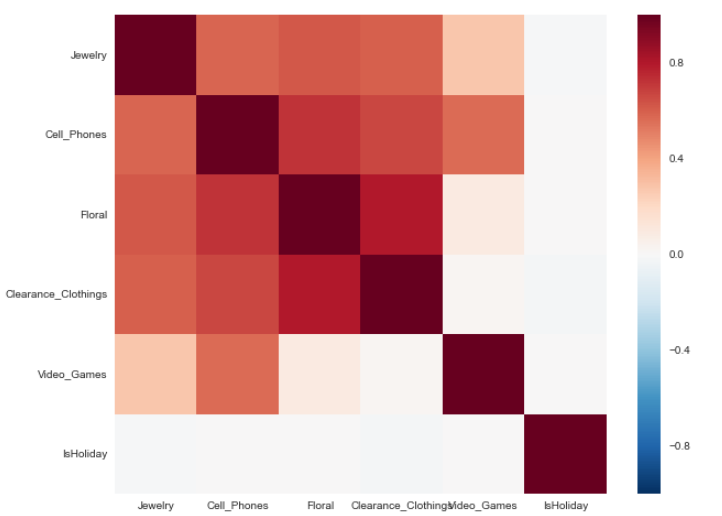 Jewelry
Cell_Phones
Floral
Clearance_Clothings
Video_Games
IsHoliday
Jewelry Cell_Phones Floral Clearance_Clothings Video_Games IsHoliday
0.8
0.4
0.0
−0.4
−0.8